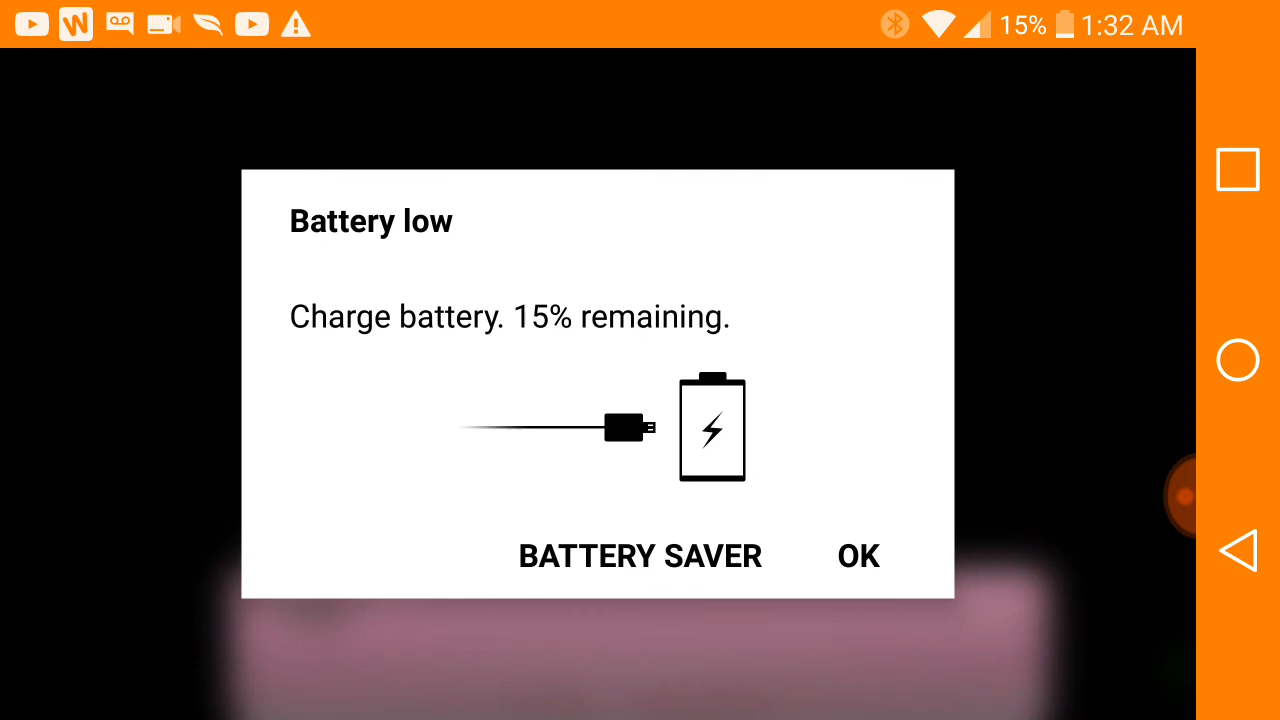 15% 1:32 AM
Battery low
Charge battery. 15% remaining.
BATTERY SAVER OK